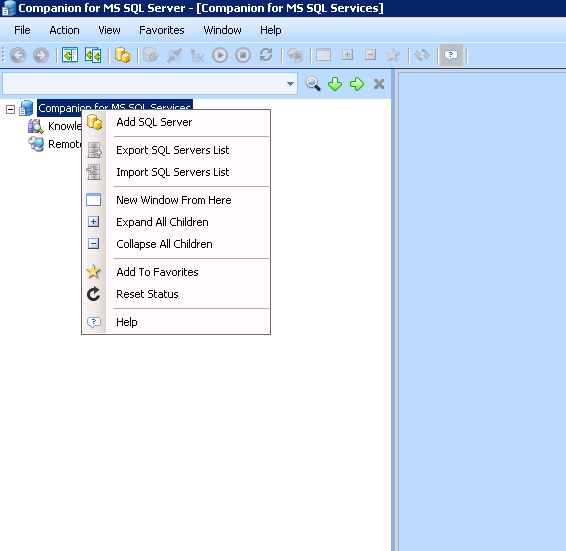 Companion for MS SQL Server - [Companion for MS SQL Services]
File Action View Favorites Window Help
Companion for MS SQL Services
Knowle
Remote
Add SQL Server
Export SQL Servers List
Import SQL Servers List
New Window From Here
Expand All Children
Collapse All Children
Add To Favorites
Reset Status
Help